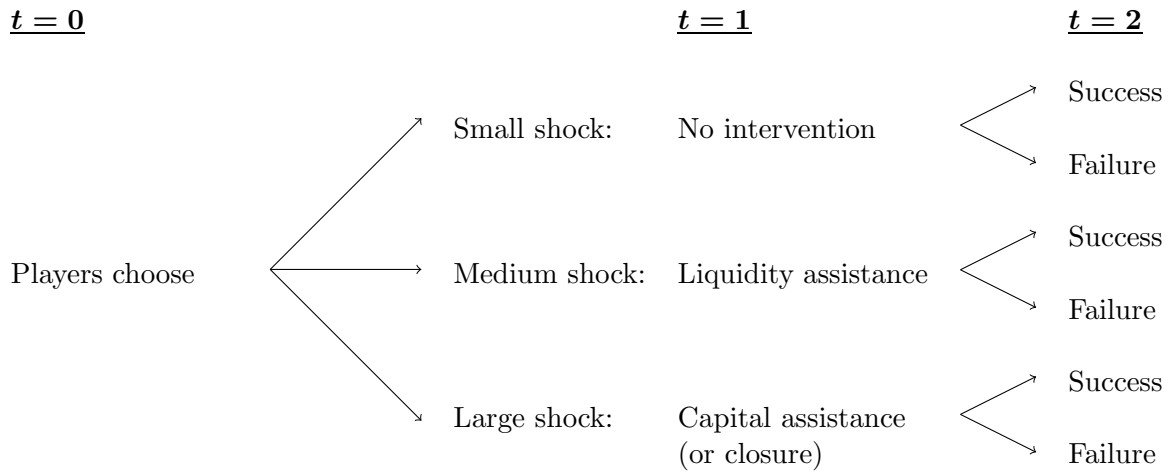 t = 0 t = 1 t = 2
Success
Small shock: No intervention
Failure
Success
Players choose Medium shock: Liquidity assistance
Failure
Success
Large shock: Capital assistance
(or closure) Failure